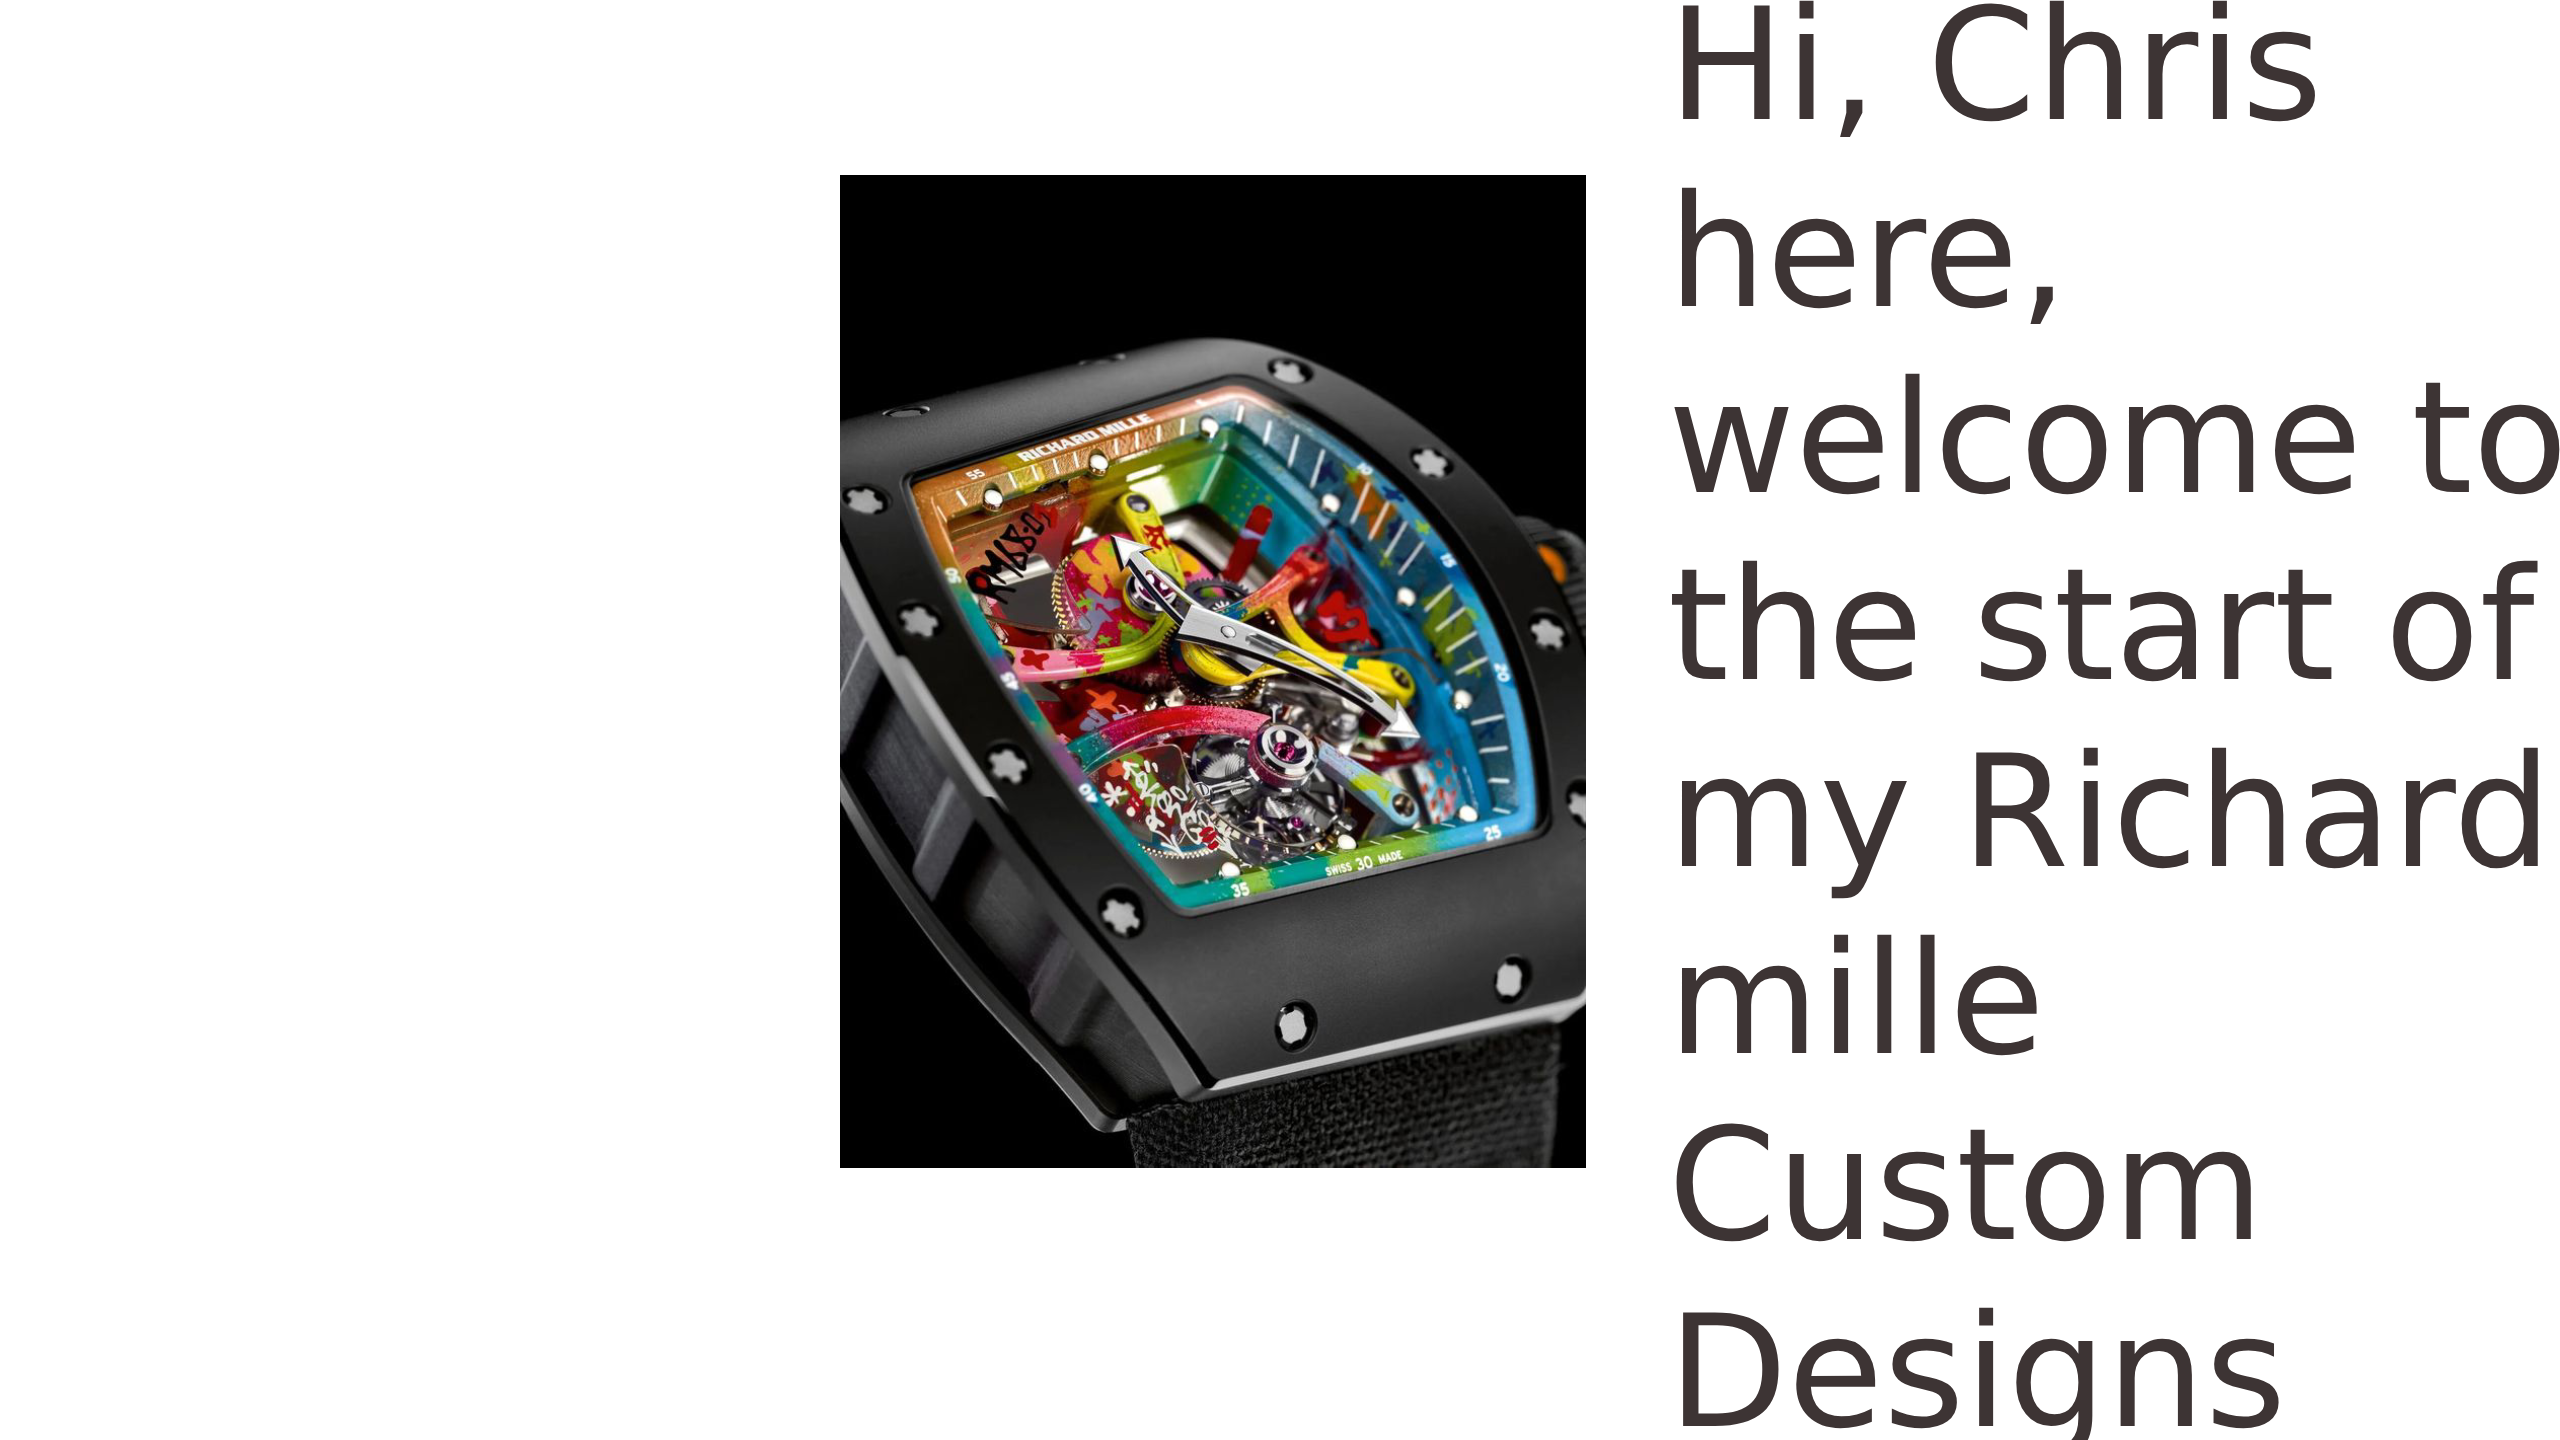 Hi, Chris
here,
welcome to
the start of
my Richard
mille
Custom
Designs
RICHARD MILLE
55
10
RM68-01
50
15
45
20
40
25
35
SWISS 30 MADE